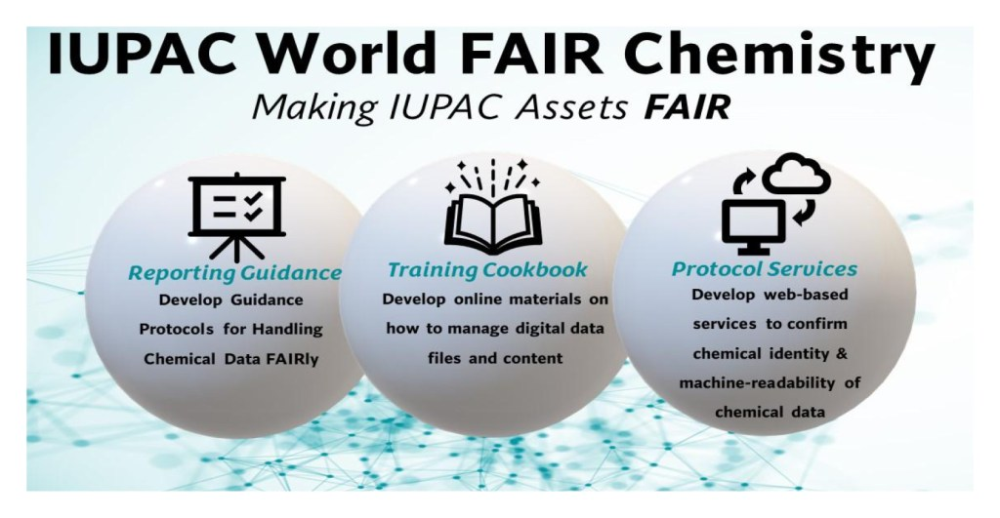 IUPAC World FAIR Chemistry
Making IUPAC Assets FAIR
Reporting Guidance
Develop Guidance
Protocols for Handling
Chemical Data FAIRly
Training Cookbook
Develop online materials on
how to manage digital data
files and content
Protocol Services
Develop web-based
services to confirm
chemical identity &
machine-readability of
chemical data